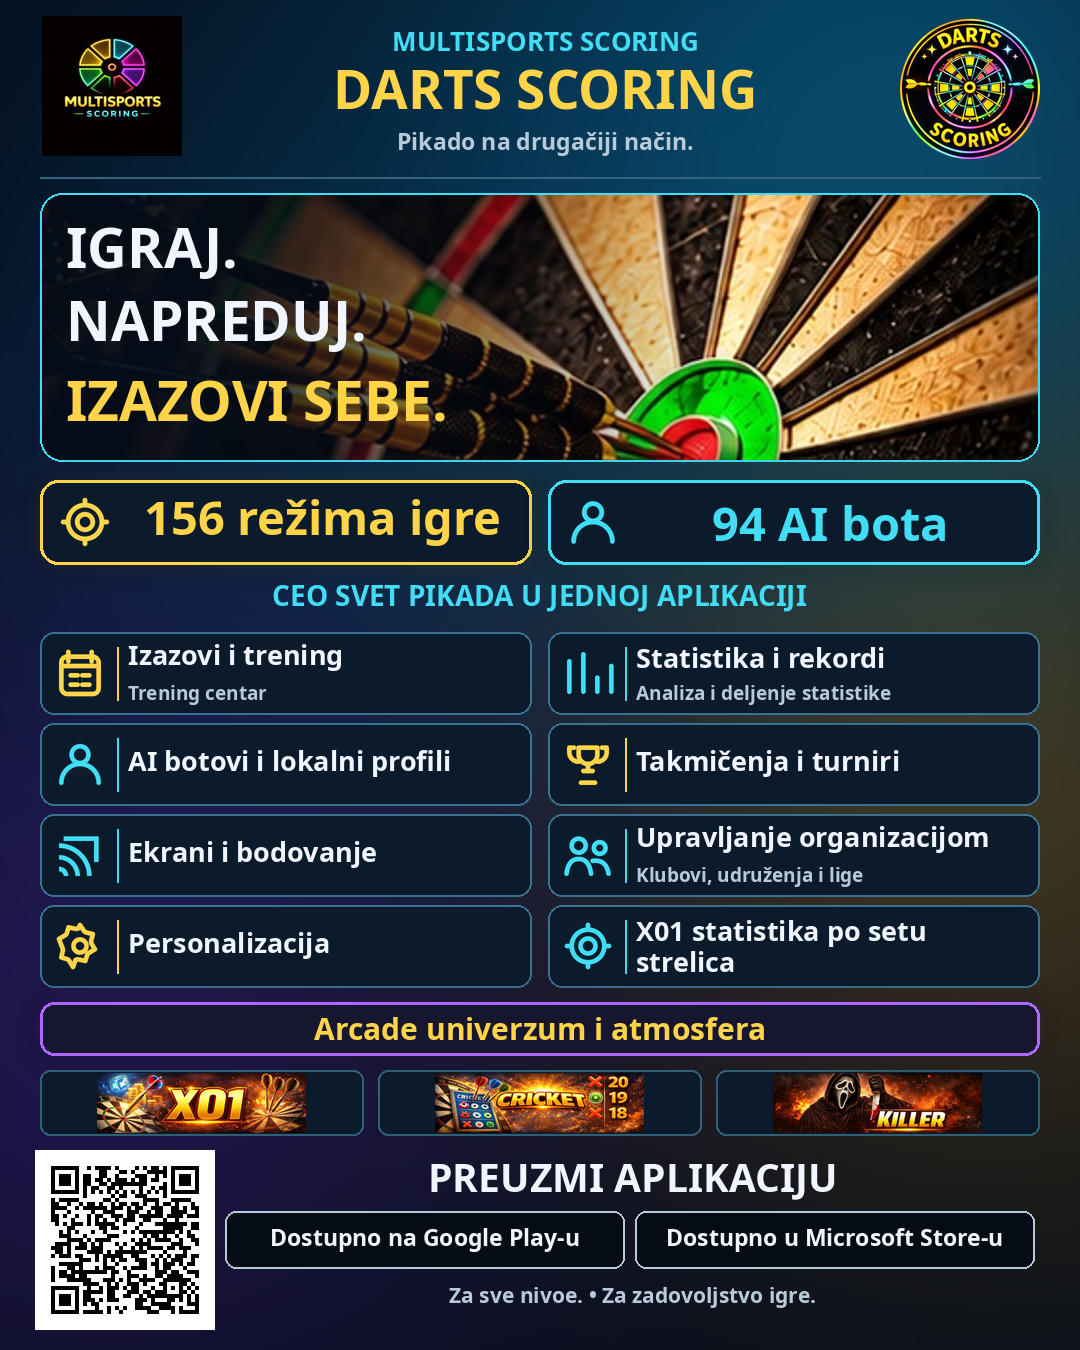 MULTISPORTS
SCORING
MULTISPORTS SCORING
DARTS SCORING
Pikado na drugačiji način.
DARTS
SCORING
IGRAJ.
NAPREDUJ.
IZAZOVI SEBE.
156 režima igre
94 AI bota
CEO SVET PIKADA U JEDNOJ APLIKACIJI
Izazovi i trening
Trening centar
Statistika i rekordi
Analiza i deljenje statistike
AI botovi i lokalni profili
Takmičenja i turniri
Ekrani i bodovanje
Upravljanje organizacijom
Klubovi, udruženja i lige
Personalizacija
X01 statistika po setu
strelica
Arcade univerzum i atmosfera
X01
CRICKET
CRICKET
20
19
18
KILLER
PREUZMI APLIKACIJU
Dostupno na Google Play-u
Dostupno u Microsoft Store-u
Za sve nivoe. • Za zadovoljstvo igre.